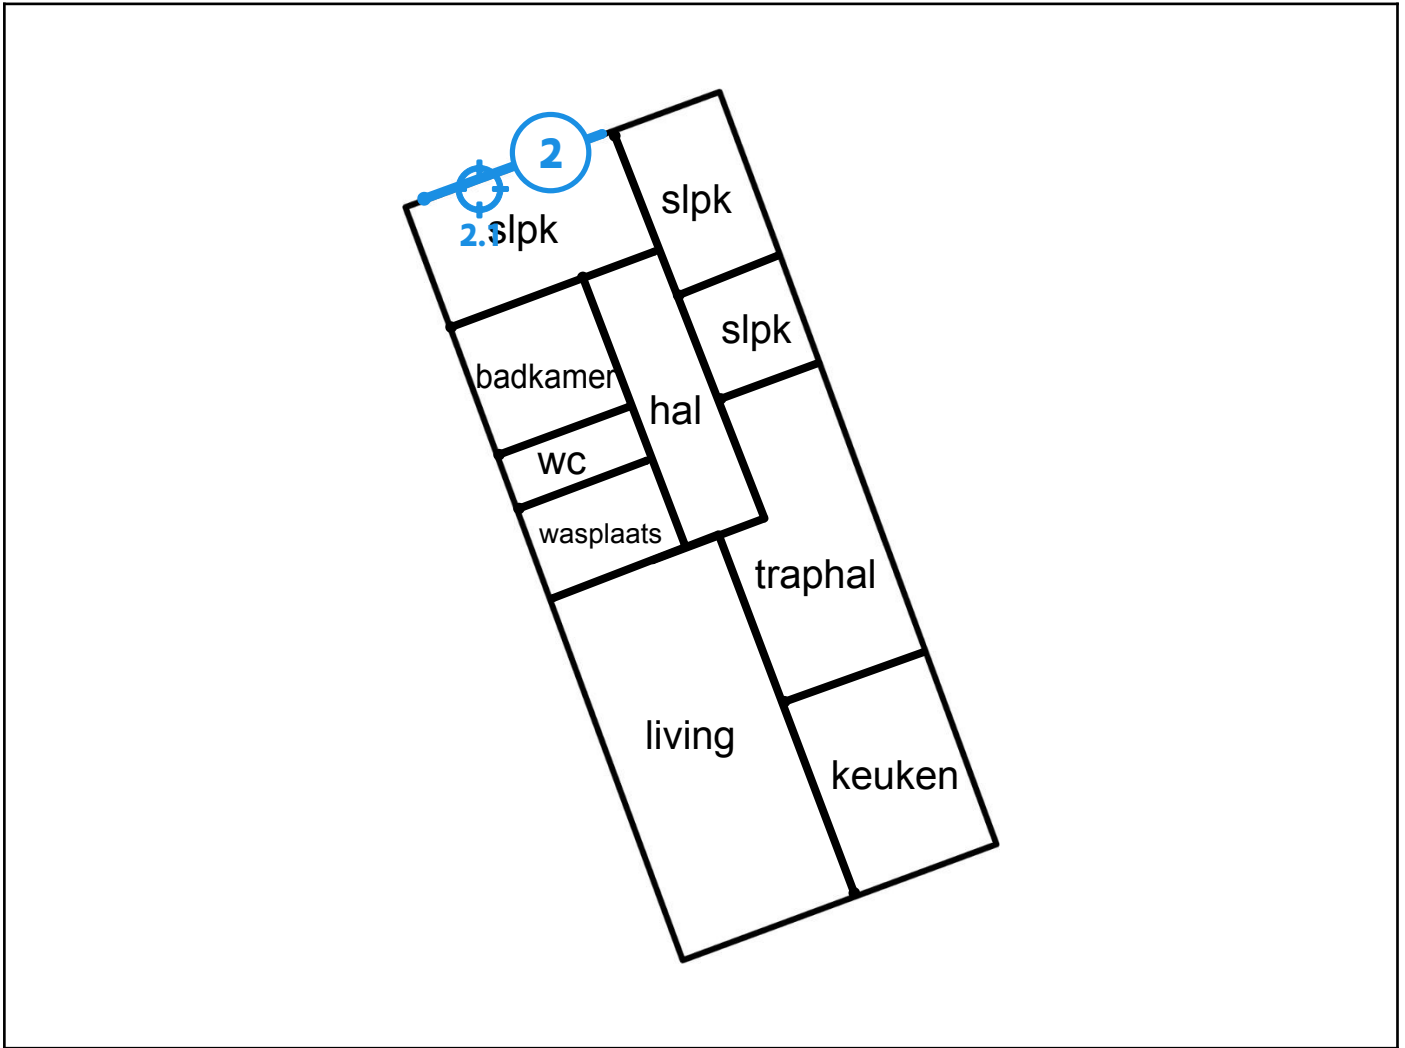 2
slpk
2.1
slpk
slpk
badkamer
hal
wc
wasplaats
traphal
living
keuken